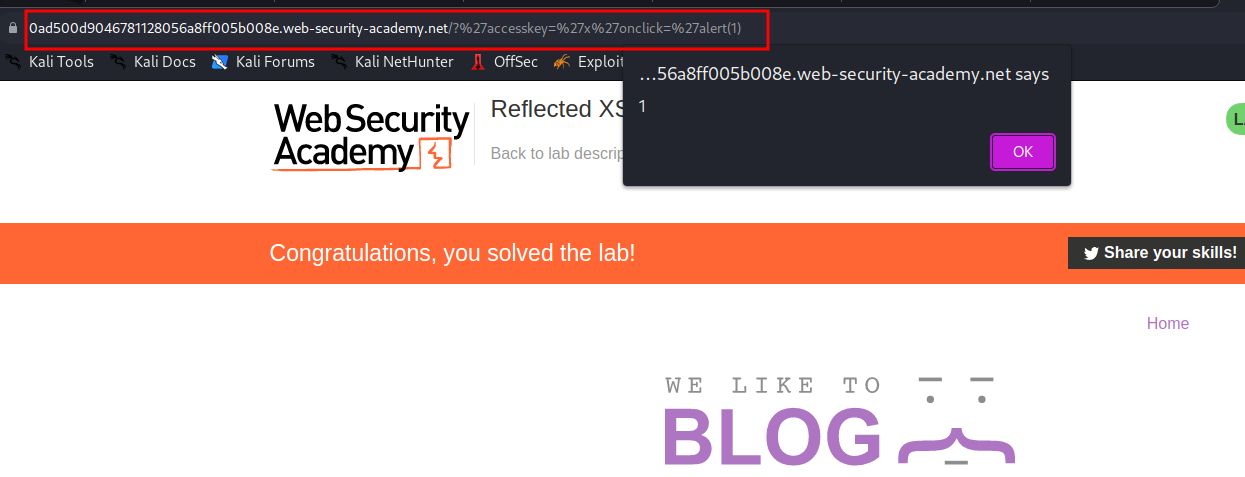 0ad500d9046781128056a8ff005b008e.web-security-academy.net/?%27accesskey=%27x%27onclick=%27alert(1)
Kali Tools Kali Docs Kali Forums Kali NetHunter OffSec Exploit
...56a8ff005b008e.web-security-academy.net says
1
OK
Web Security
Academy
Reflected XS
Back to lab descrip
L
Congratulations, you solved the lab!
Share your skills!
Home
WE LIKE TO
BLOG